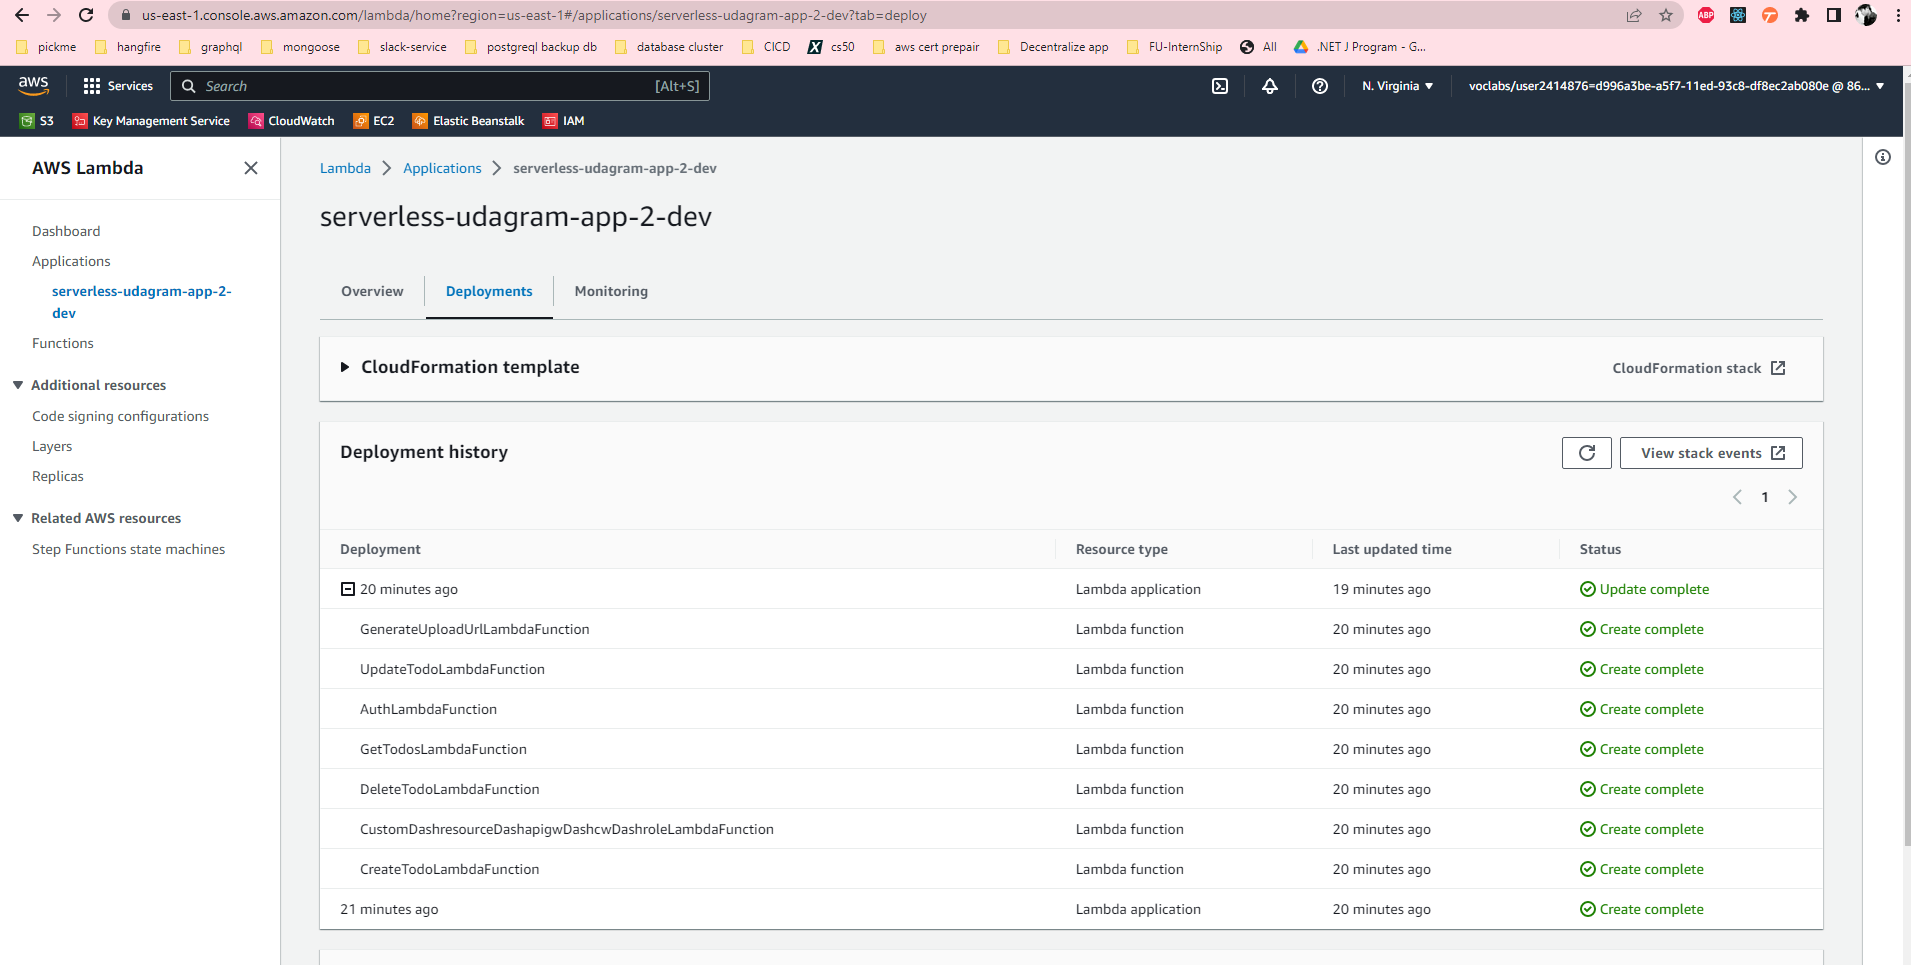 us-east-1.console.aws.amazon.com/lambda/home?region=us-east-1#/applications/serverless-udagram-app-2-dev?tab=deploy
ABP
pickme hangfire graphql mongoose slack-service postgreql backup db database cluster CICD X cs50 aws cert prepair Decentralize app FU-InternShip All .NET J Program - G...
aws Services Search [Alt+S] N. Virginia voclabs/user2414876=d996a3be-a5f7-11ed-93c8-df8ec2ab080e @ 86...
S3 Key Management Service CloudWatch EC2 Elastic Beanstalk IAM
AWS Lambda
Dashboard
Applications
serverless-udagram-app-2-
dev
Functions
Additional resources
Code signing configurations
Layers
Replicas
Related AWS resources
Step Functions state machines
Lambda Applications serverless-udagram-app-2-dev
serverless-udagram-app-2-dev
Overview Deployments Monitoring
CloudFormation template CloudFormation stack
Deployment history View stack events
1
Deployment Resource type Last updated time Status
20 minutes ago Lambda application 19 minutes ago Update complete
GenerateUploadUrlLambdaFunction Lambda function 20 minutes ago Create complete
UpdateTodoLambdaFunction Lambda function 20 minutes ago Create complete
AuthLambdaFunction Lambda function 20 minutes ago Create complete
GetTodosLambdaFunction Lambda function 20 minutes ago Create complete
DeleteTodoLambdaFunction Lambda function 20 minutes ago Create complete
CustomDashresourceDashapigwDashcwDashroleLambdaFunction Lambda function 20 minutes ago Create complete
CreateTodoLambdaFunction Lambda function 20 minutes ago Create complete
21 minutes ago Lambda application 20 minutes ago Create complete